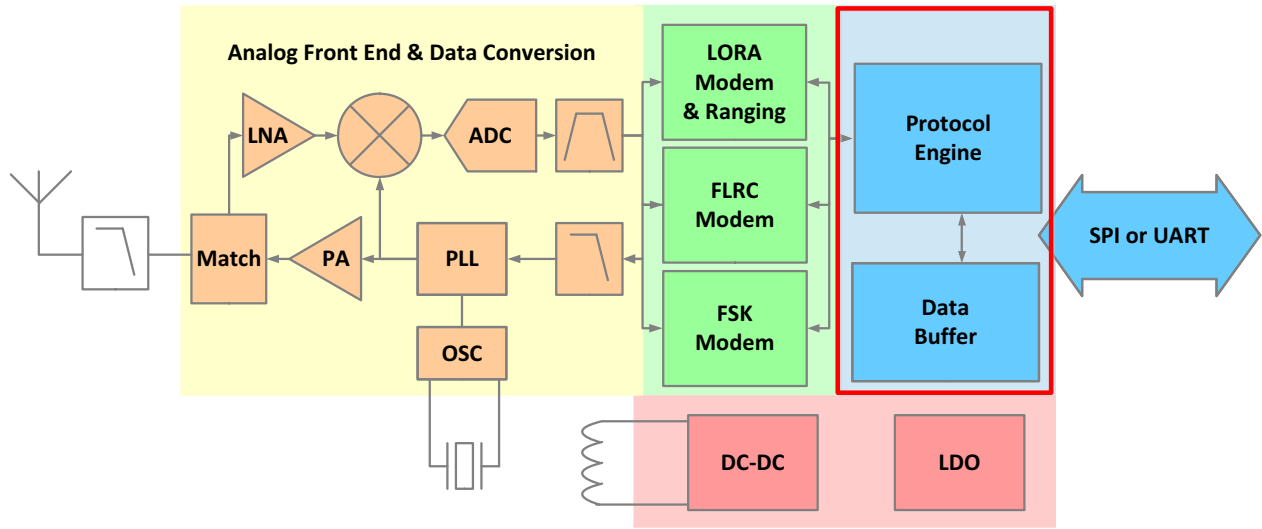 Analog Front End & Data Conversion
LORA
Modem
& Ranging
Protocol
Engine
LNA
ADC
FLRC
Modem
SPI or UART
Match
PA
PLL
FSK
Modem
Data
Buffer
OSC
DC-DC
LDO